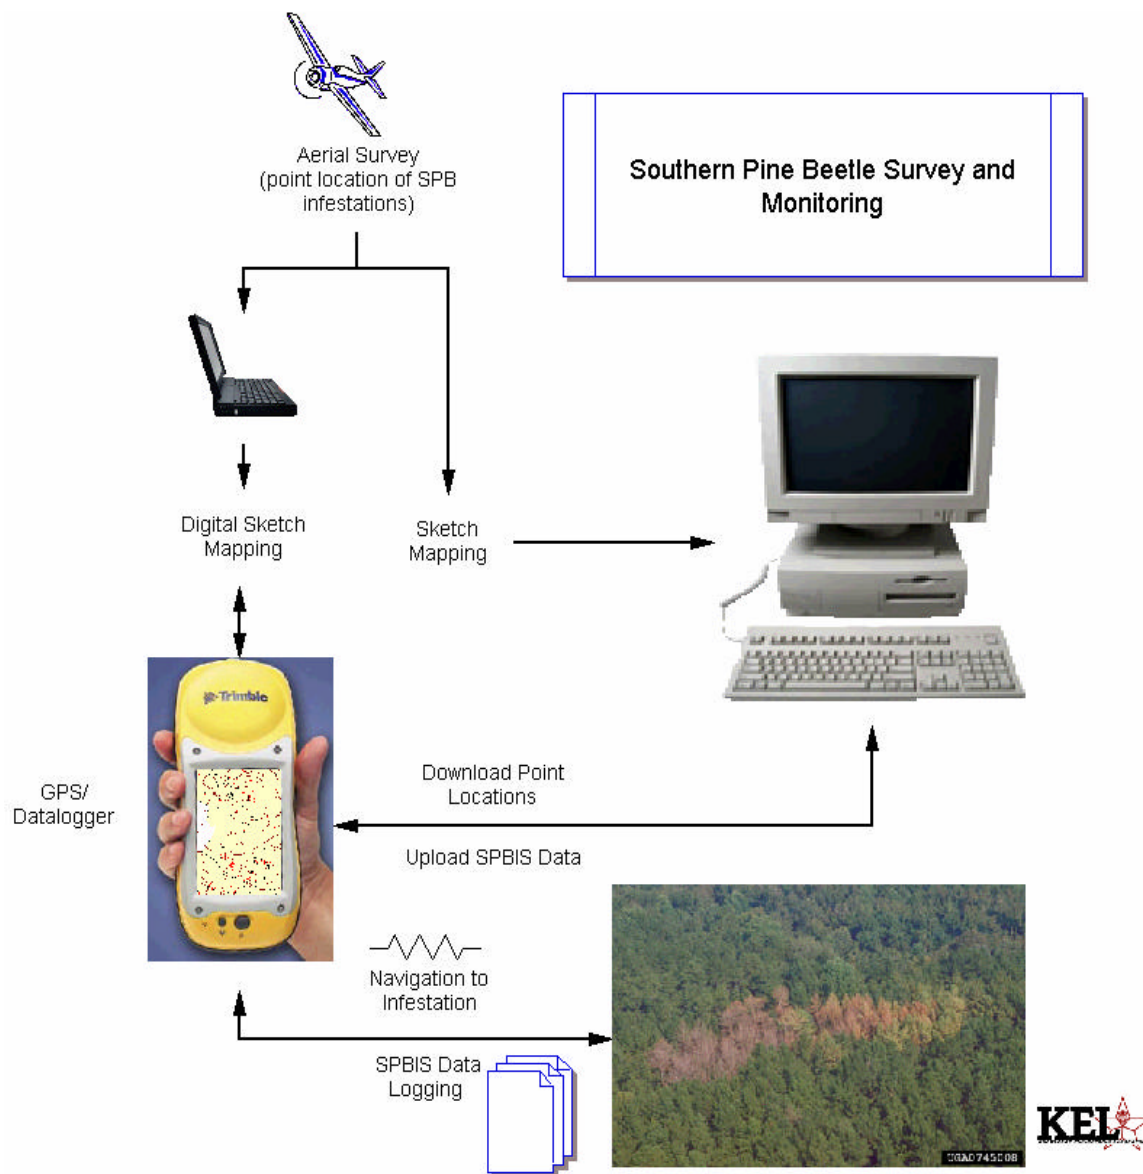 Aerial Survey
(point location of SPB
infestations)
Southern Pine Beetle Survey and
Monitoring
Digital Sketch
Mapping
Sketch
Mapping
Trimble
GPS/
Datalogger
Download Point
Locations
Upload SPBIS Data
Navigation to
Infestation
SPBIS Data
Logging
UGA0745008
KEL